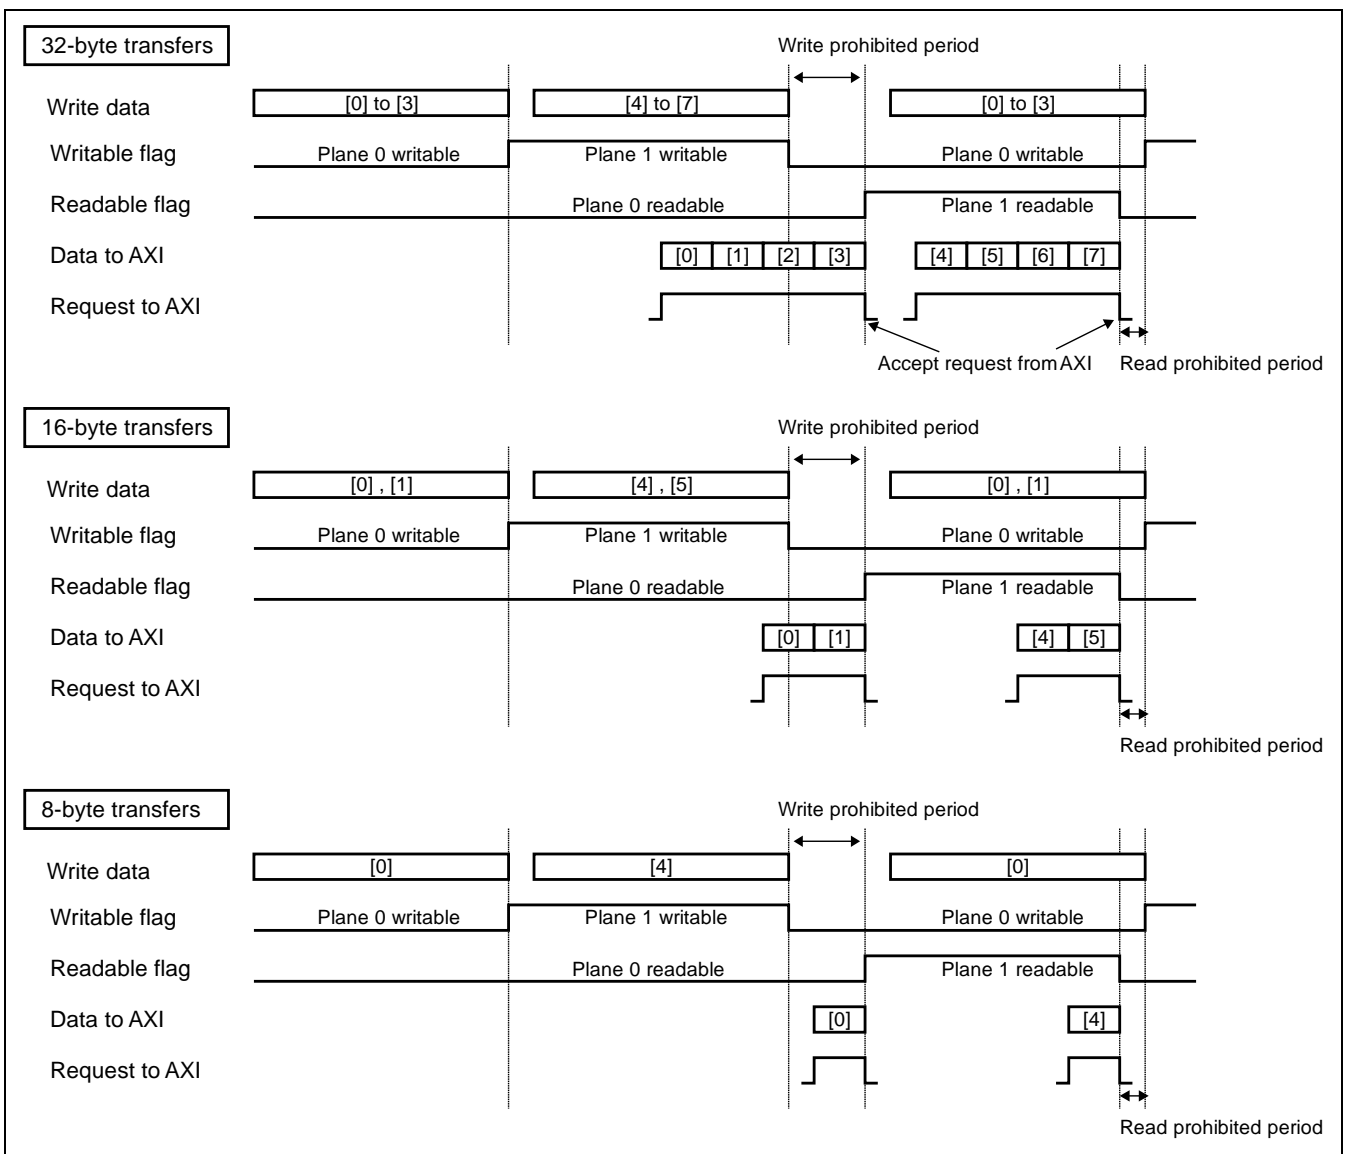 32-byte transfers
Write prohibited period
Write data [0] to [3] [4] to [7] [0] to [3]
Writable flag Plane 0 writable Plane 1 writable Plane 0 writable
Readable flag Plane 0 readable Plane 1 readable
Data to AXI [0] [1] [2] [3] [4] [5] [6] [7]
Request to AXI
Accept request from AXI Read prohibited period
16-byte transfers
Write prohibited period
Write data [0] , [1] [4] , [5] [0] , [1]
Writable flag Plane 0 writable Plane 1 writable Plane 0 writable
Readable flag Plane 0 readable Plane 1 readable
Data to AXI [0] [1] [4] [5]
Request to AXI
Read prohibited period
8-byte transfers
Write prohibited period
Write data [0] [4] [0]
Writable flag Plane 0 writable Plane 1 writable Plane 0 writable
Readable flag Plane 0 readable Plane 1 readable
Data to AXI [0] [4]
Request to AXI
Read prohibited period